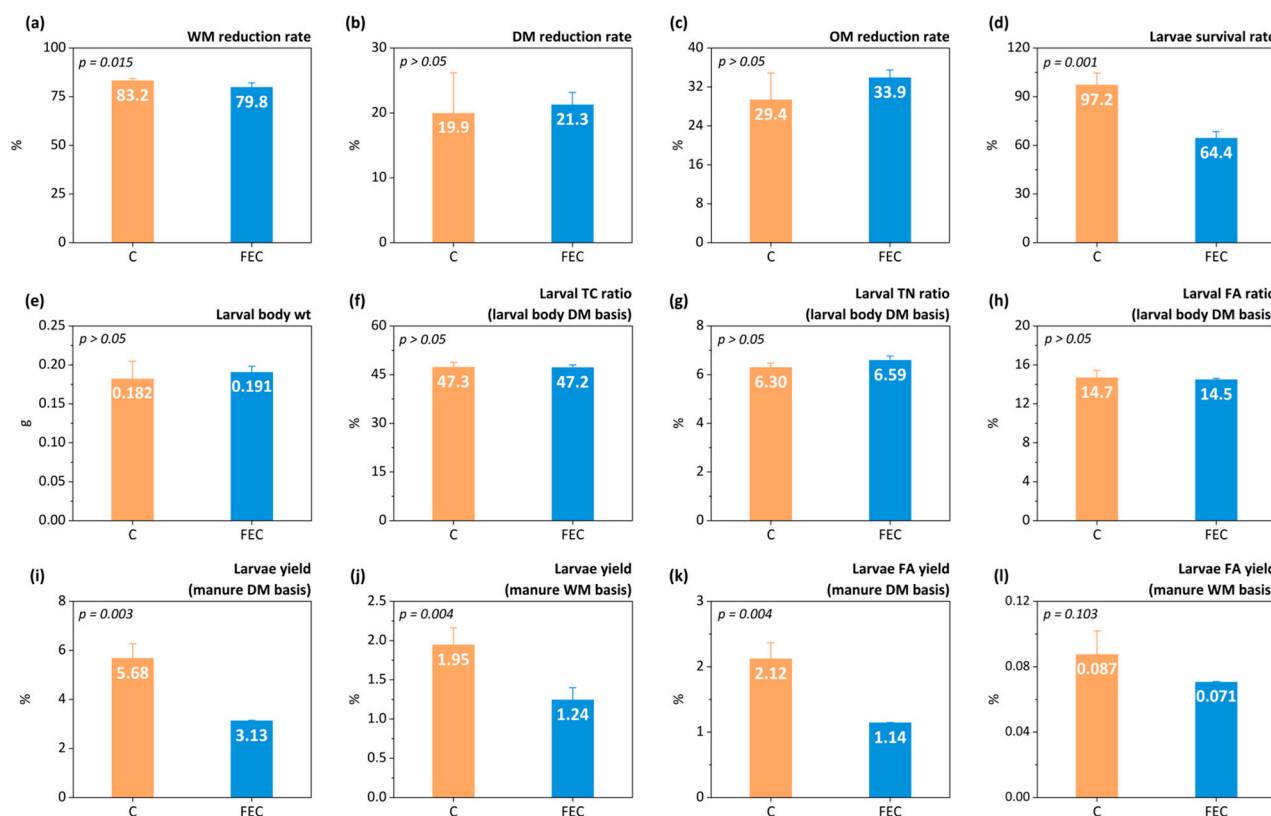 (a)
WM reduction rate
p = 0.015
100
75
50
25
0
%
83.2
79.8
C
FEC
(b)
DM reduction rate
p > 0.05
30
20
10
0
%
19.9
21.3
C
FEC
(c)
OM reduction rate
p > 0.05
40
36
32
28
24
20
16
12
8
4
0
%
29.4
33.9
C
FEC
(d)
Larvae survival rate
p = 0.001
120
90
60
30
0
%
97.2
64.4
C
FEC
(e)
Larval body wt
p > 0.05
0.25
0.20
0.15
0.10
0.05
0.00
g
0.182
0.191
C
FEC
(f)
Larval TC ratio
(larval body DM basis)
p > 0.05
60
45
57
15
0
%
47.3
47.2
C
FEC
(g)
Larval TN ratio
(larval body DM basis)
p > 0.05
8
6
4
2
0
%
6.30
6.59
C
FEC
(h)
Larval FA ratio
(larval body DM basis)
p > 0.05
20
16
14
12
8
4
0
%
14.7
14.5
C
FEC
(i)
Larvae yield
(manure DM basis)
p = 0.003
8
6
4
2
0
%
5.68
3.13
C
FEC
(j)
Larvae yield
(manure WM basis)
p = 0.004
2.5
2.0
1.5
1.0
0.5
0.0
%
1.95
1.24
C
FEC
(k)
Larvae FA yield
(manure DM basis)
p = 0.004
3
2
1
0
%
2.12
1.14
C
FEC
(l)
Larvae FA yield
(manure WM basis)
p = 0.103
0.12
0.08
0.04
0.00
%
0.087
0.071
C
FEC